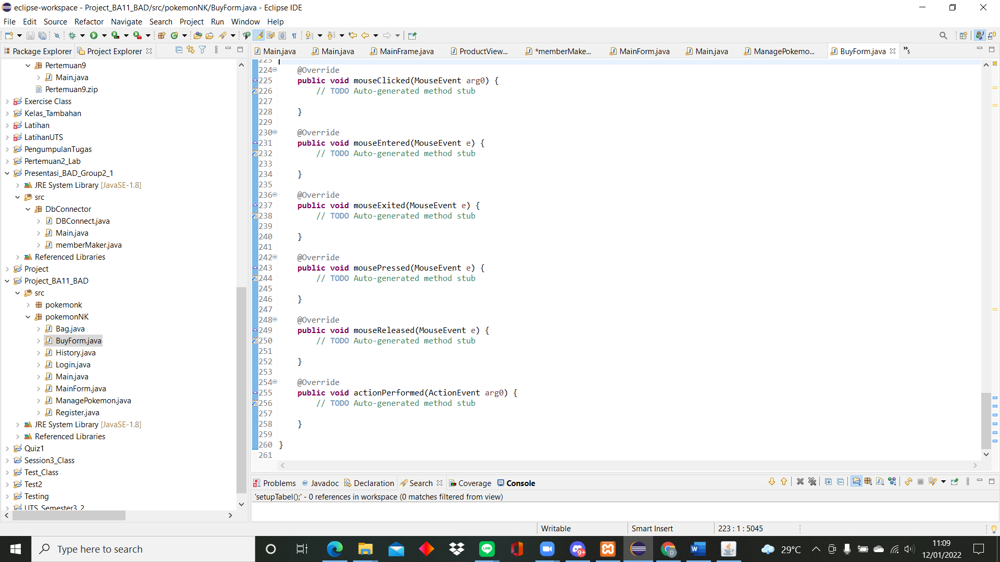 eclipse-workspace - Project_BA11_BAD/src/pokemonNK/BuyForm.java - Eclipse IDE
File Edit Source Refactor Navigate Search Project Run Window Help
Package Explorer Project Explorer
Main.java Main.java MainFrame.java ProductView... *memberMake... MainForm.java Main.java ManagePokemo... BuyForm.java »5
Pertemuan9
Main.java
Pertemuan9.zip
Exercise Class
Kelas_Tambahan
Latihan
LatihanUTS
PengumpulanTugas
Pertemuan2_Lab
Presentasi_BAD_Group2_1
JRE System Library [JavaSE-1.8]
src
DbConnector
DBConnect.java
Main.java
memberMaker.java
Referenced Libraries
Project
Project_BA11_BAD
src
pokemonk
pokemonNK
Bag.java
BuyForm.java
History.java
Login.java
Main.java
MainForm.java
ManagePokemon.java
Register.java
JRE System Library [JavaSE-1.8]
Referenced Libraries
Quiz1
Session3_Class
Test_Class
Test2
Testing
UTS_Semester3_2
223
224 @Override
225 public void mouseClicked(MouseEvent arg0) {
226 // TODO Auto-generated method stub
227
228 }
229
230 @Override
231 public void mouseEntered(MouseEvent e) {
232 // TODO Auto-generated method stub
233
234 }
235
236 @Override
237 public void mouseExited(MouseEvent e) {
238 // TODO Auto-generated method stub
239
240 }
241
242 @Override
243 public void mousePressed(MouseEvent e) {
244 // TODO Auto-generated method stub
245
246 }
247
248 @Override
249 public void mouseReleased(MouseEvent e) {
250 // TODO Auto-generated method stub
251
252 }
253
254 @Override
255 public void actionPerformed(ActionEvent arg0) {
256 // TODO Auto-generated method stub
257
258 }
259
260 }
261
Problems @ Javadoc Declaration Search Coverage Console
'setupTabel();' - 0 references in workspace (0 matches filtered from view)
Writable Smart Insert 223 : 1 : 5045
Type here to search
LINE
9+
29°C
11:09
12/01/2022